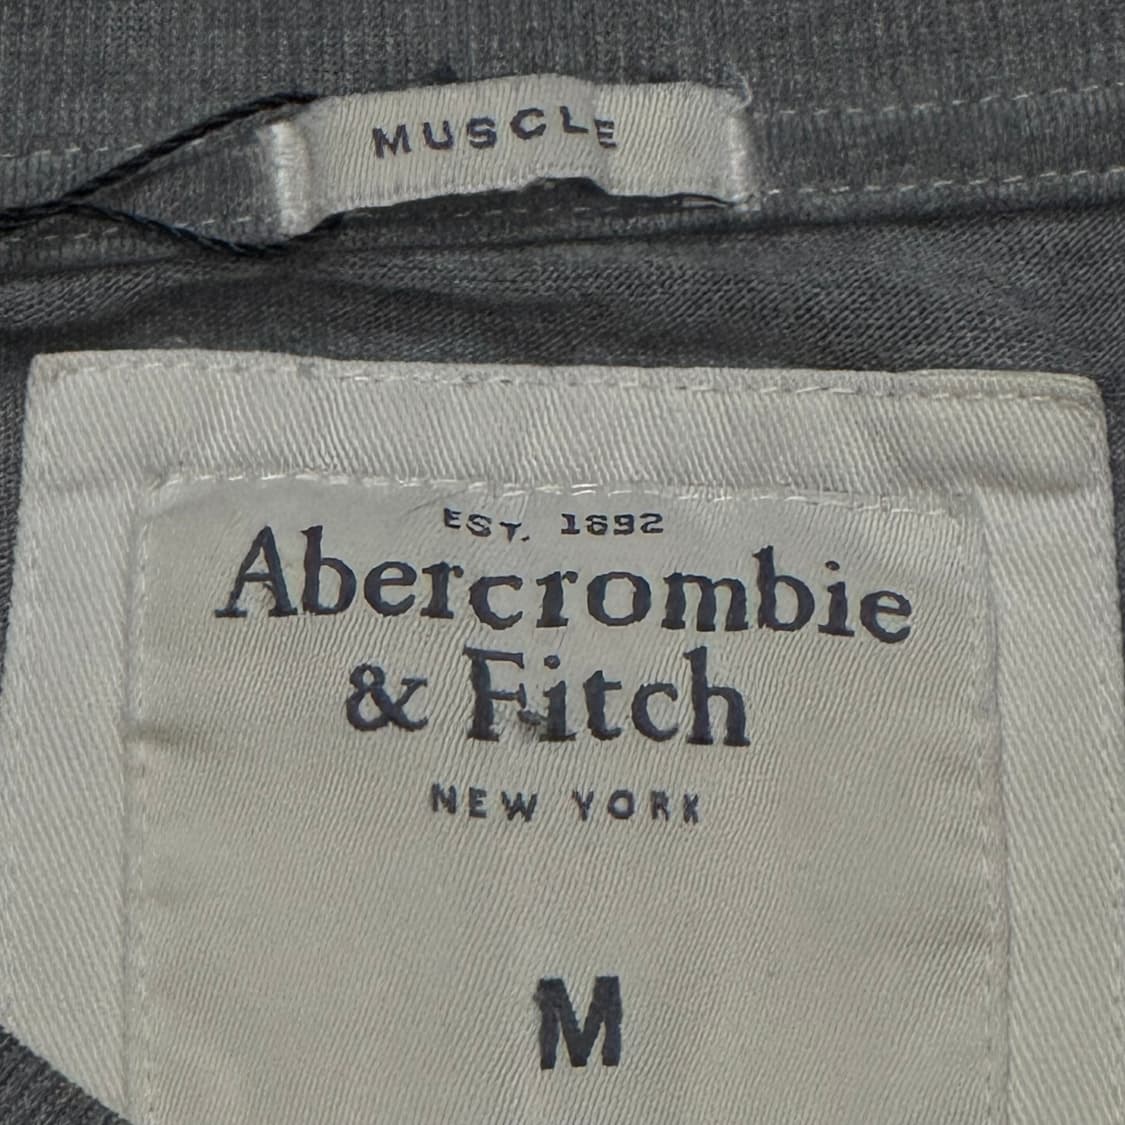 MUSCLE
EST. 1892
Abercrombie
& Fitch
NEW YORK
M